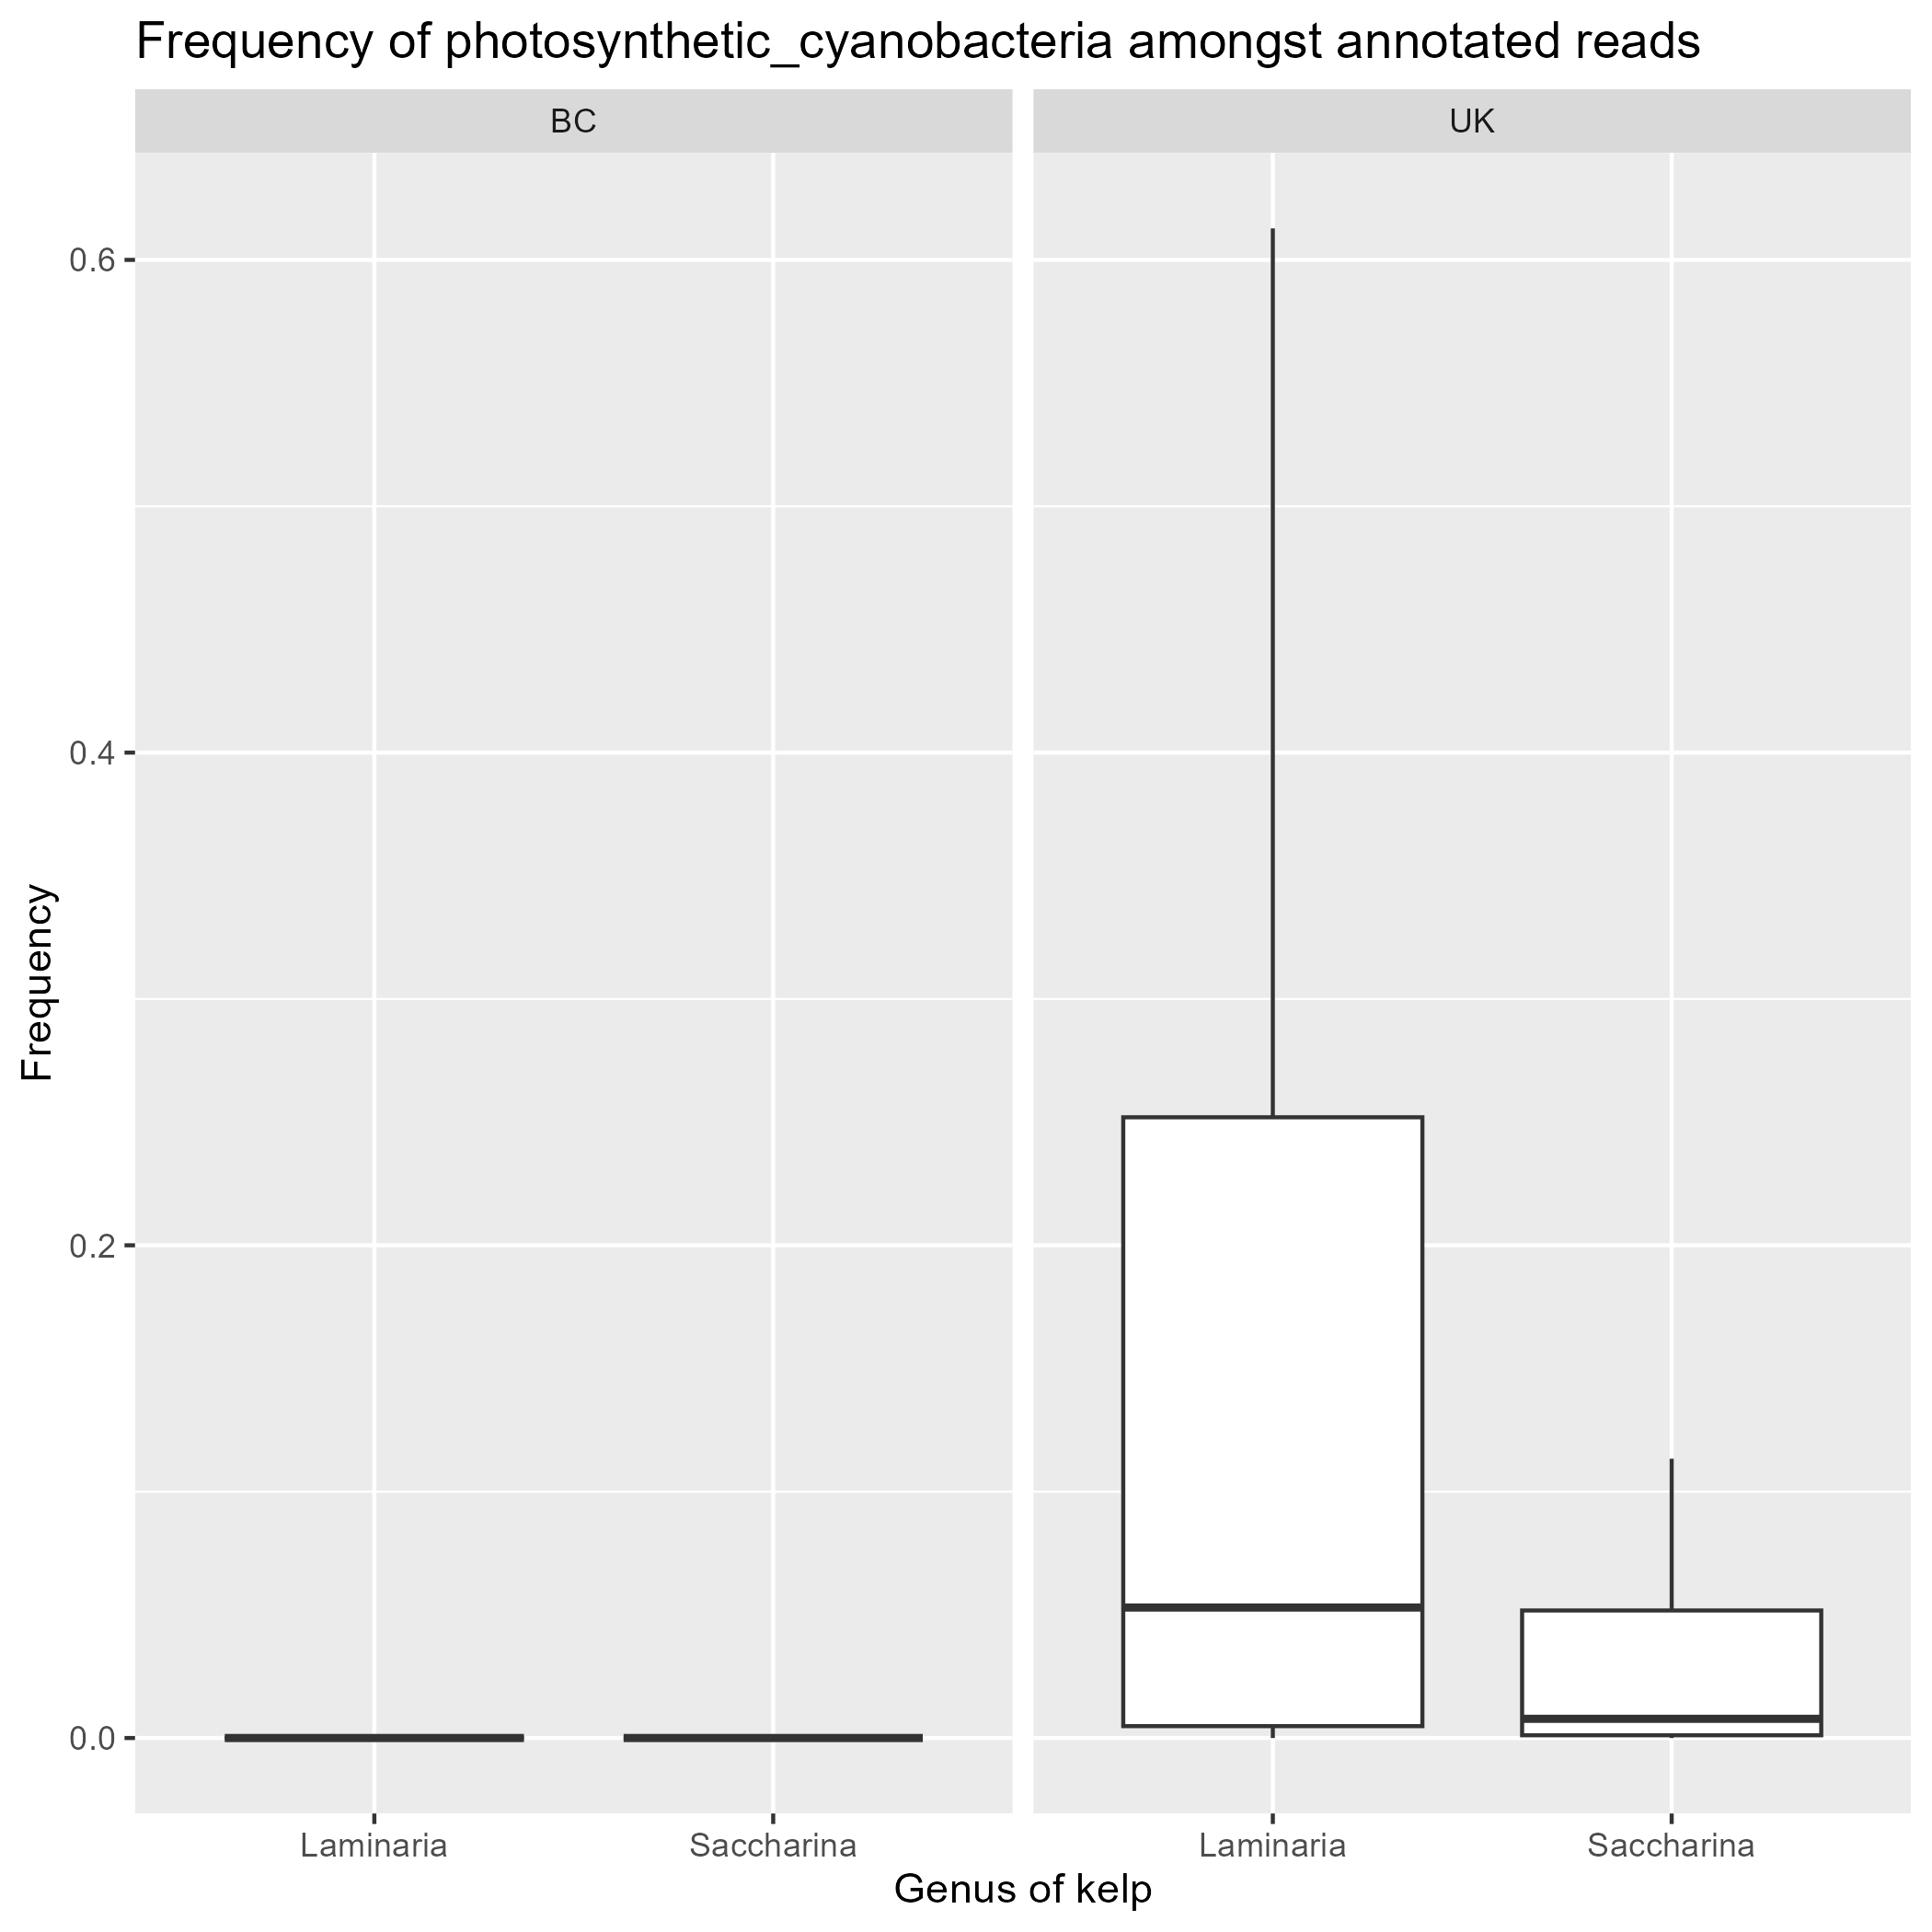 Frequency of photosynthetic_cyanobacteria amongst annotated reads
BC
UK
0.6
0.4
0.2
0.0
Frequency
Laminaria
Saccharina
Laminaria
Saccharina
Genus of kelp